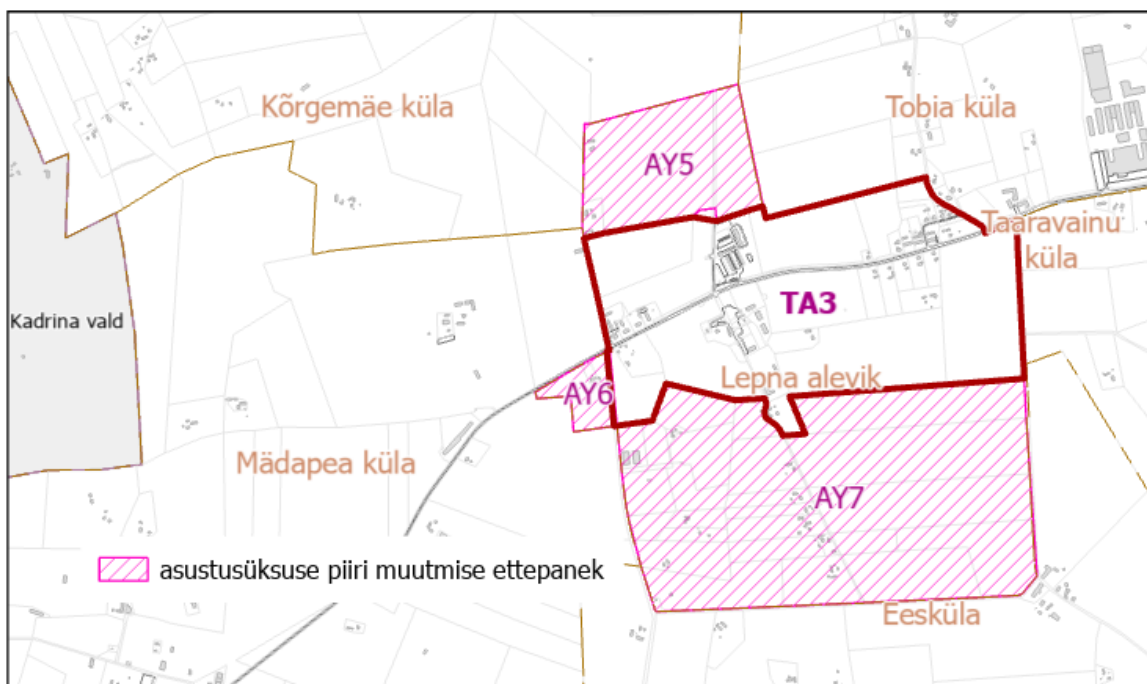 Kõrgemäe küla
Tobia küla
AY5
Taaravainu
küla
TA3
Kadrina vald
Lepna alevik
AY6
Mädapea küla
AY7
asustusüksuse piiri muutmise ettepanek
Eesküla